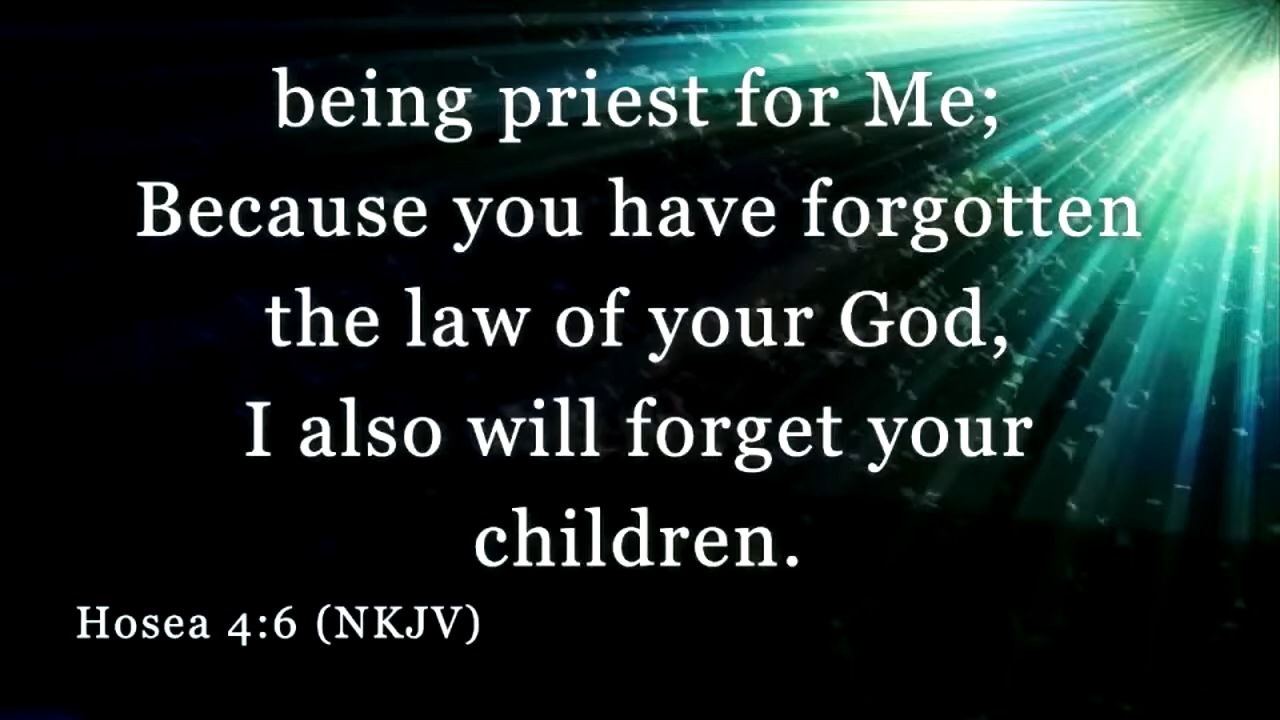 being priest for Me;
Because you have forgotten
the law of your God,
I also will forget your
children.
Hosea 4:6 (NKJV)